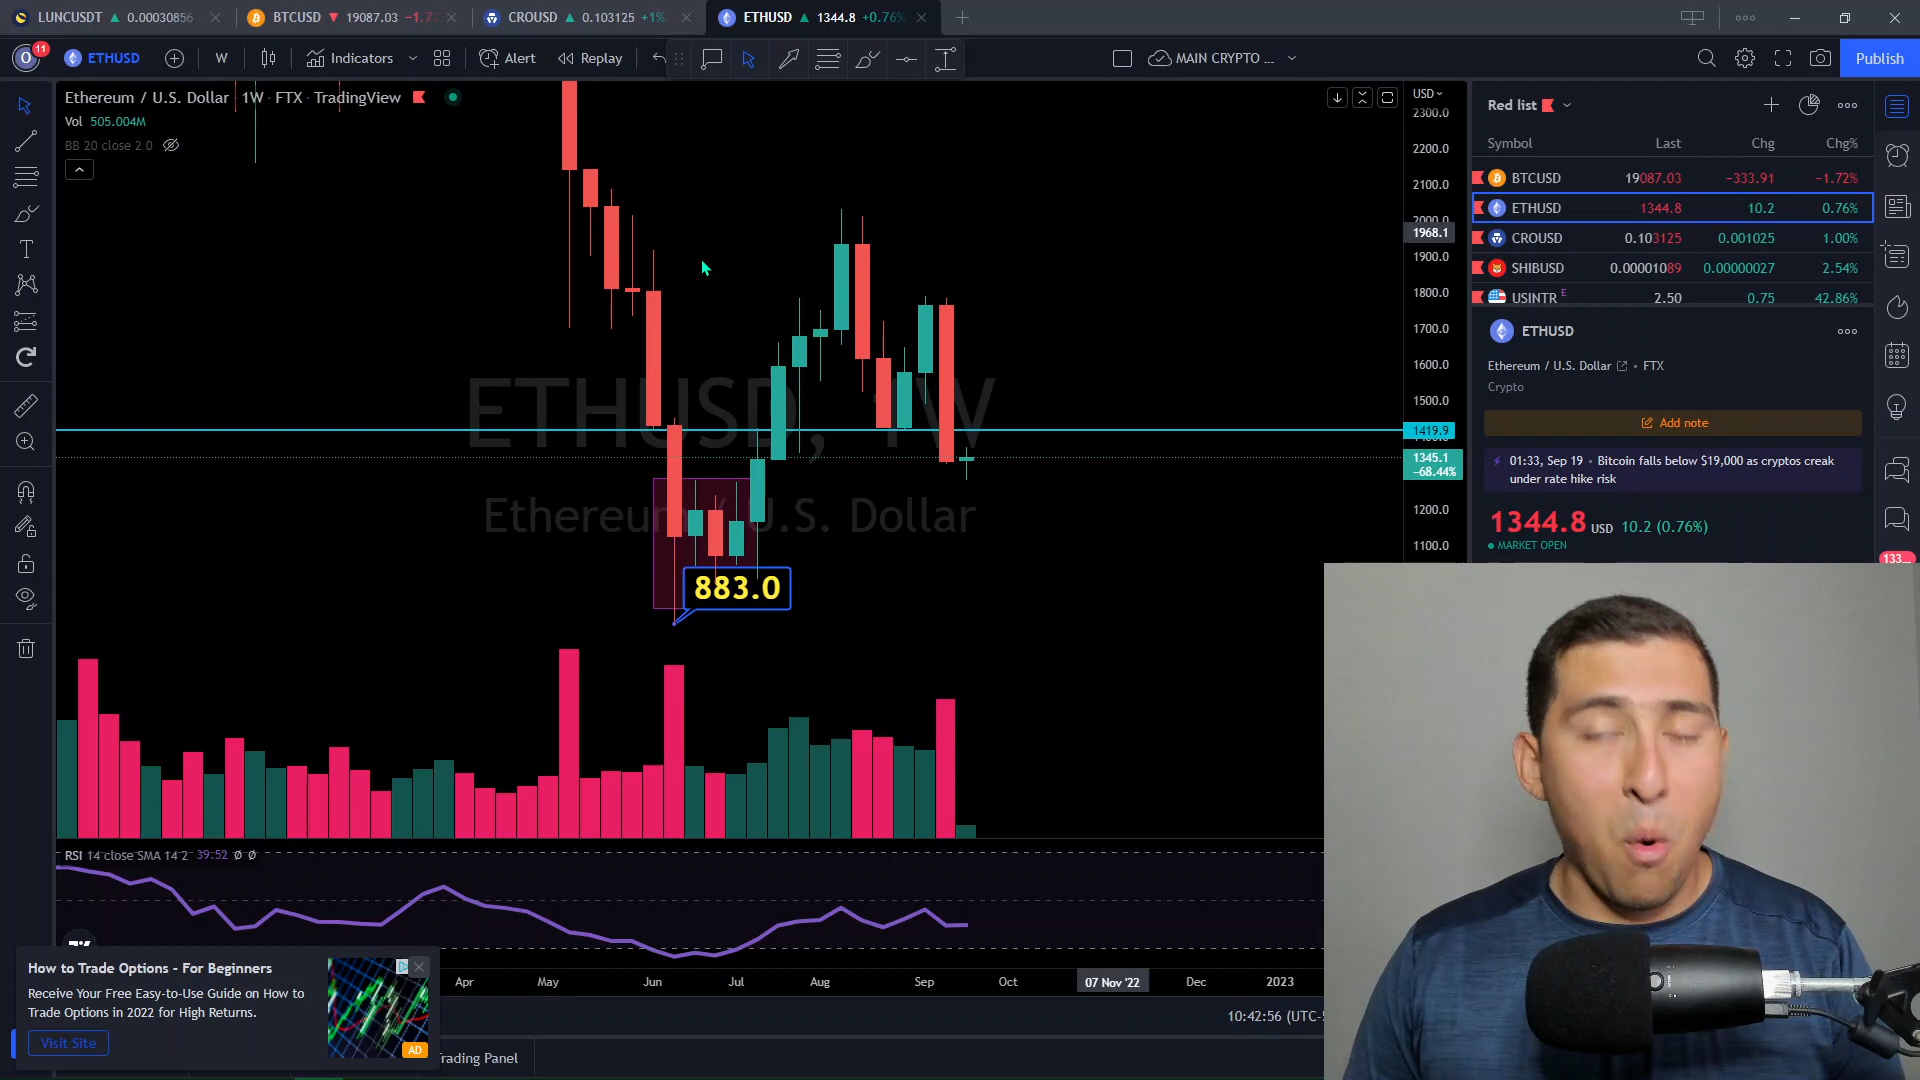 LUNCUSDT ▲ 0.00030856
BTCUSD ▼ 19087.03 −1.7
CROUSD ▲ 0.103125 +1%
ETHUSD ▲ 1344.8 +0.76%
O 11 ETHUSD W Indicators Alert Replay MAIN CRYPTO ... Publish
Ethereum / U.S. Dollar · 1W · FTX · TradingView
Vol 505.004M
BB 20 close 2 0
ETHUSD, 1W
Ethereum / U.S. Dollar
883.0
USD
2300.0
2200.0
2100.0
2000.0
1968.1
1900.0
1800.0
1700.0
1600.0
1500.0
1419.9
1345.1
−68.44%
1200.0
1100.0
Red list
Symbol Last Chg Chg%
BTCUSD 19087.03 −333.91 −1.72%
ETHUSD 1344.8 10.2 0.76%
CROUSD 0.103125 0.001025 1.00%
SHIBUSD 0.00001089 0.00000027 2.54%
USINTR E 2.50 0.75 42.86%
ETHUSD
Ethereum / U.S. Dollar • FTX
Crypto
Add note
01:33, Sep 19 • Bitcoin falls below $19,000 as cryptos creak
under rate hike risk
1344.8 USD 10.2 (0.76%)
MARKET OPEN
133...
RSI 14 close SMA 14 2 39.52 Ø Ø
Apr May Jun Jul Aug Sep Oct 07 Nov '22 Dec 2023
10:42:56 (UTC-5
How to Trade Options - For Beginners
Receive Your Free Easy-to-Use Guide on How to
Trade Options in 2022 for High Returns.
Visit Site
AD
rading Panel